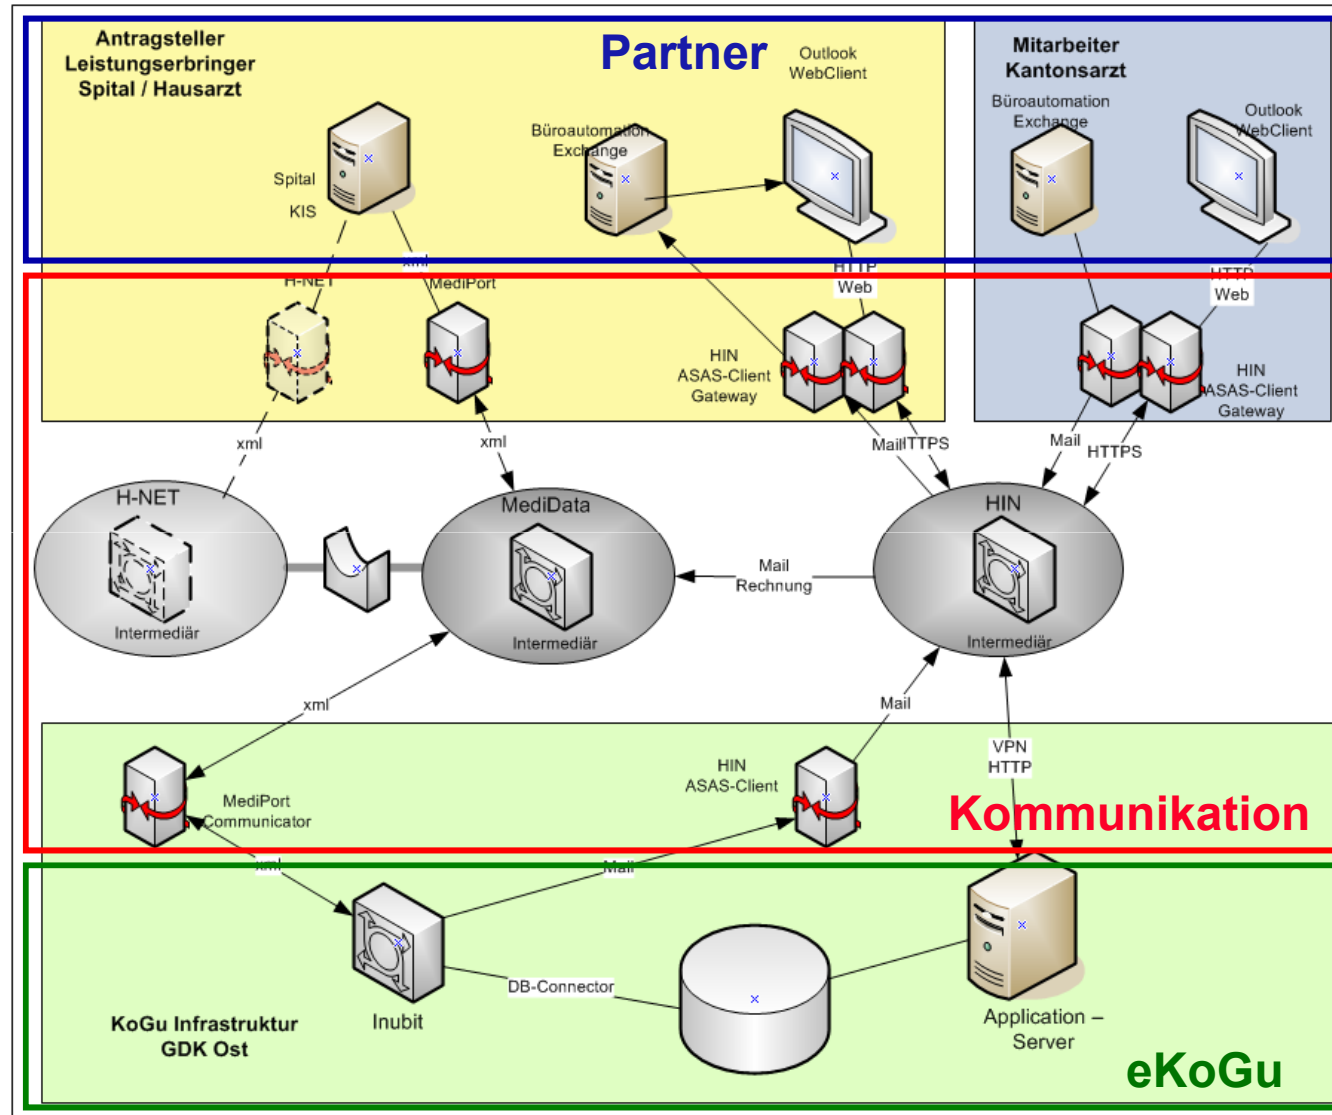 Antragsteller
Leistungserbringer
Spital / Hausarzt
Partner
Outlook
WebClient
Mitarbeiter
Kantonsarzt
Büroautomation
Exchange
Büroautomation
Exchange
Outlook
WebClient
Spital
KIS
xml
H-NET
MediPort
HTTP
Web
HTTP
Web
HIN
ASAS-Client
Gateway
HIN
ASAS-Client
Gateway
xml
xml
Mail
HTTPS
Mail
HTTPS
H-NET
MediData
HIN
Mail
Rechnung
Intermediär
Intermediär
Intermediär
xml
Mail
VPN
HTTP
HIN
ASAS-Client
MediPort
Communicator
Kommunikation
xml
Mail
DB-Connector
Inubit
KoGu Infrastruktur
GDK Ost
Application –
Server
eKoGu